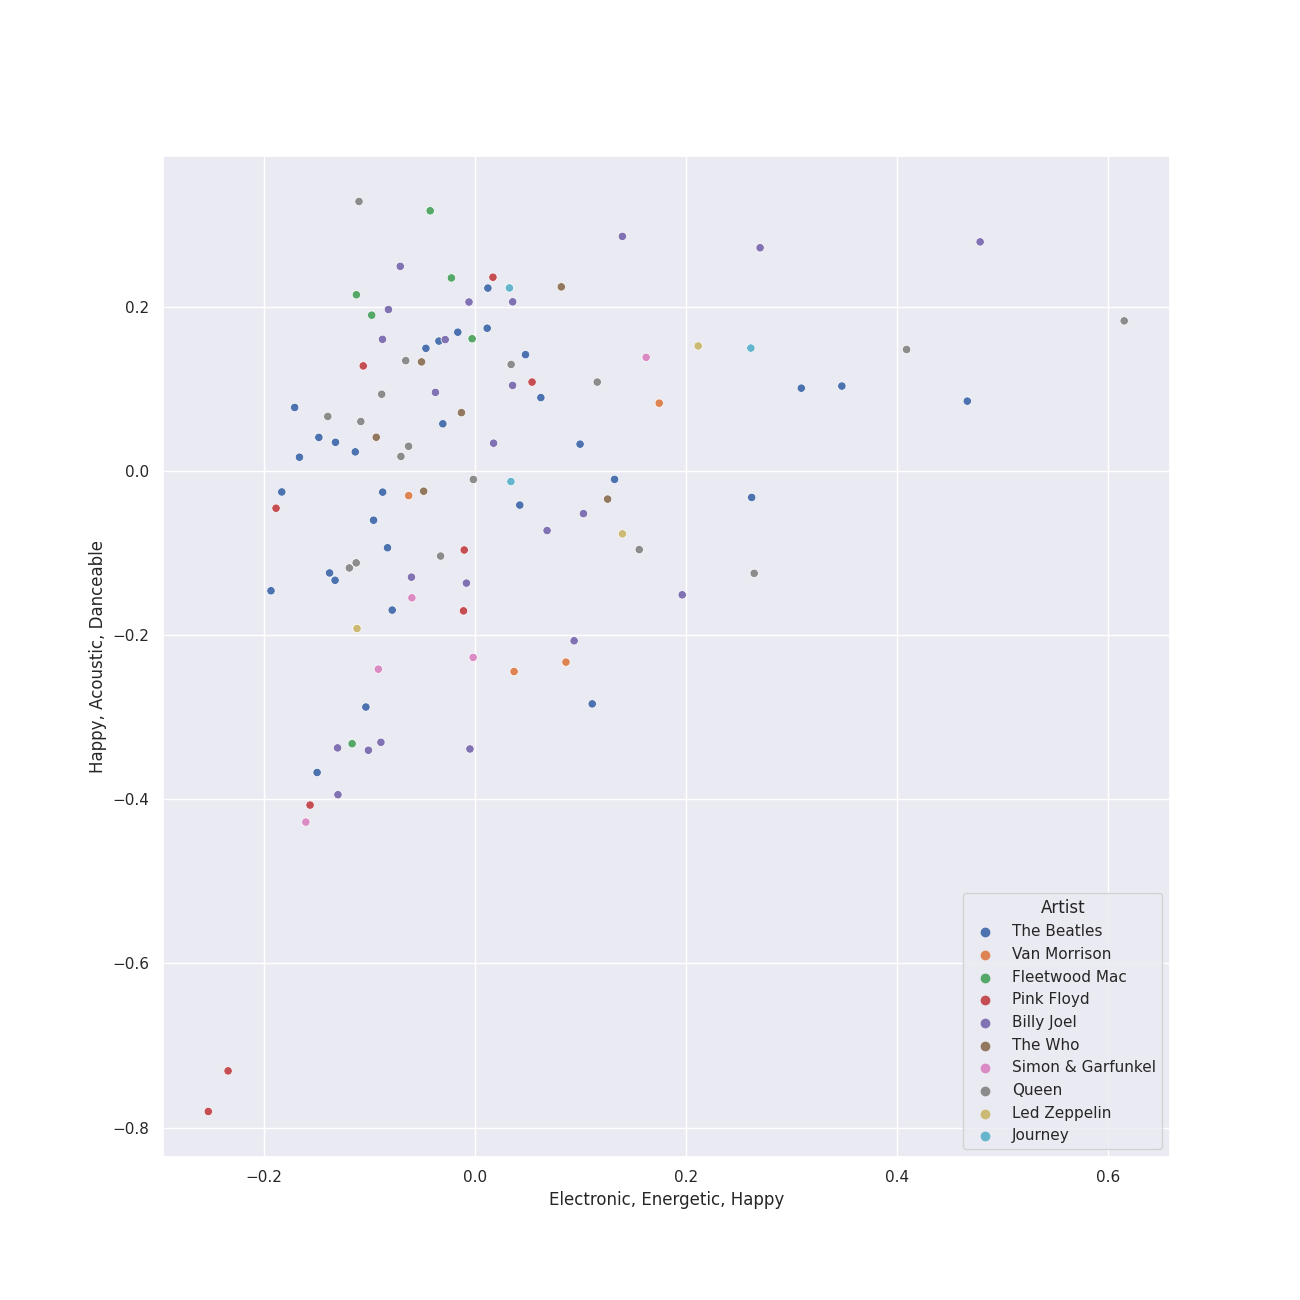 0.2
0.0
−0.2
−0.4
−0.6
−0.8
Happy, Acoustic, Danceable
Artist
The Beatles
Van Morrison
Fleetwood Mac
Pink Floyd
Billy Joel
The Who
Simon & Garfunkel
Queen
Led Zeppelin
Journey
−0.2 0.0 0.2 0.4 0.6
Electronic, Energetic, Happy